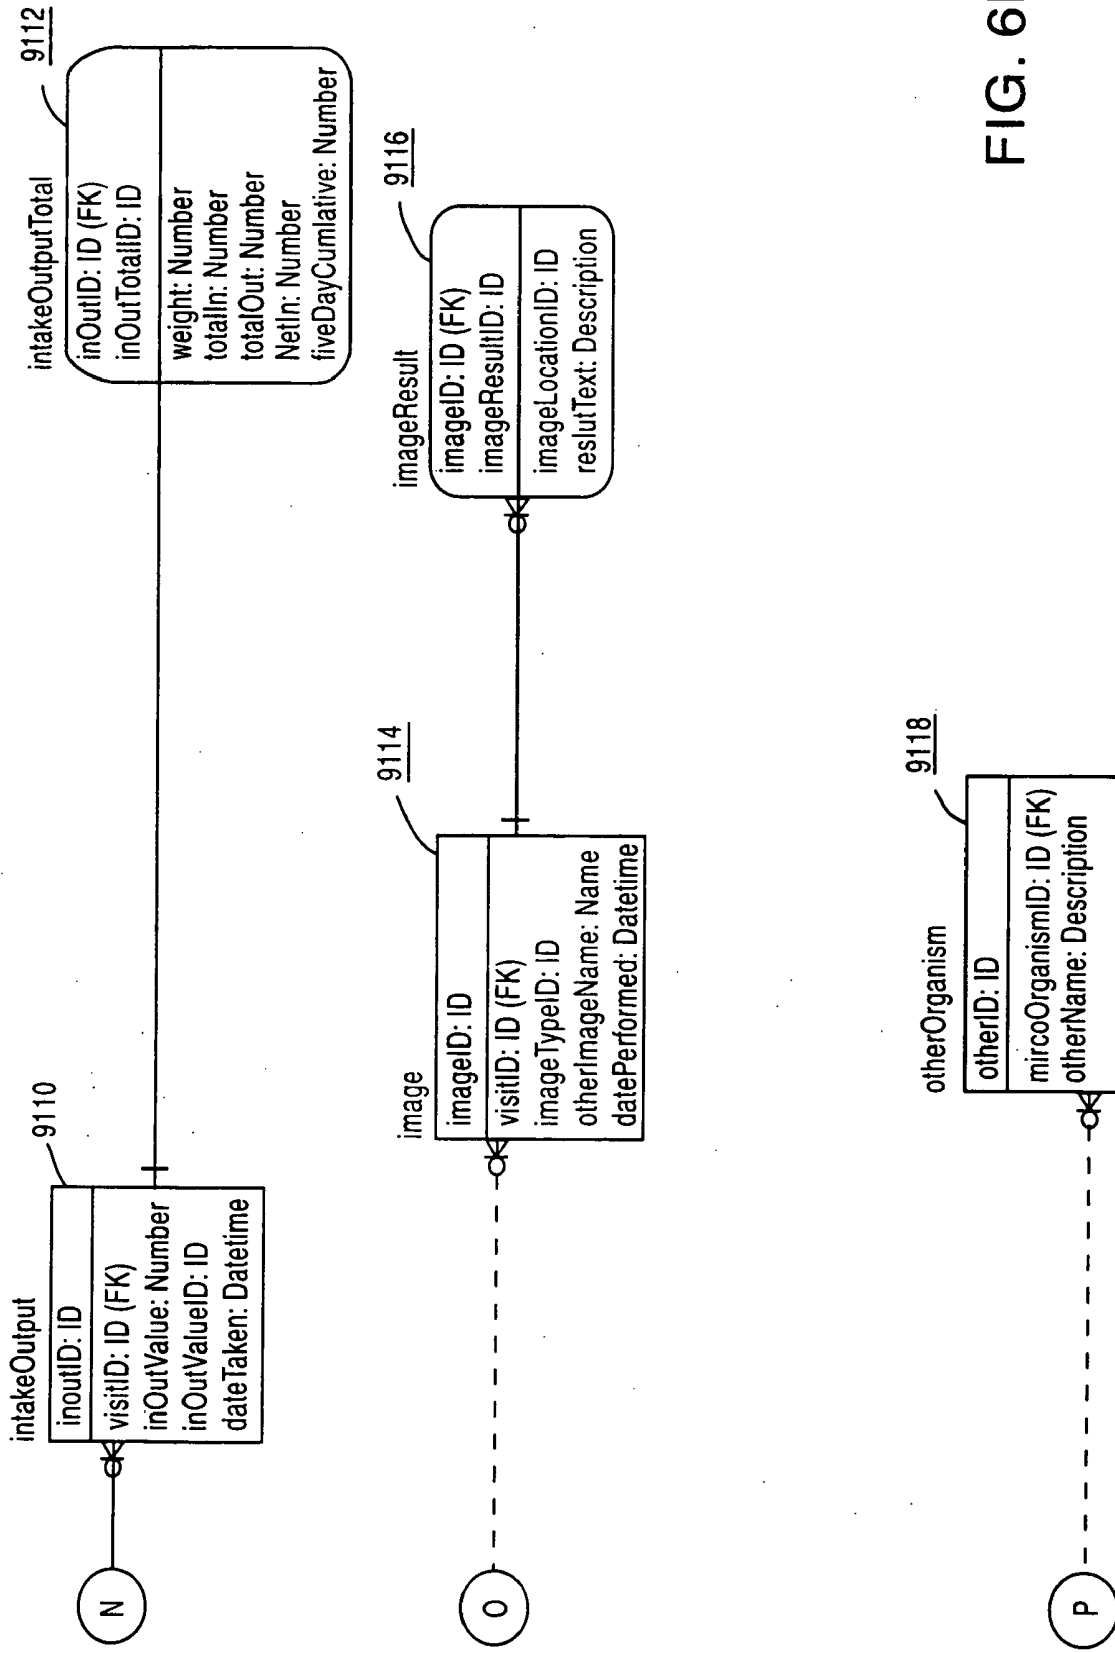 intakeOutput
9110
inoutID: ID
visitID: ID (FK)
inOutValue: Number
inOutValueID: ID
dateTaken: Datetime
N
intakeOutputTotal
9112
inOutID: ID (FK)
inOutTotalID: ID
weight: Number
totalIn: Number
totalOut: Number
NetIn: Number
fiveDayCumlative: Number
image
9114
imageID: ID
visitID: ID (FK)
imageTypeID: ID
otherImageName: Name
datePerformed: Datetime
O
imageResult
9116
imageID: ID (FK)
imageResultID: ID
imageLocationID: ID
reslutText: Description
otherOrganism
9118
otherID: ID
mircoOrganismID: ID (FK)
otherName: Description
P
FIG. 6